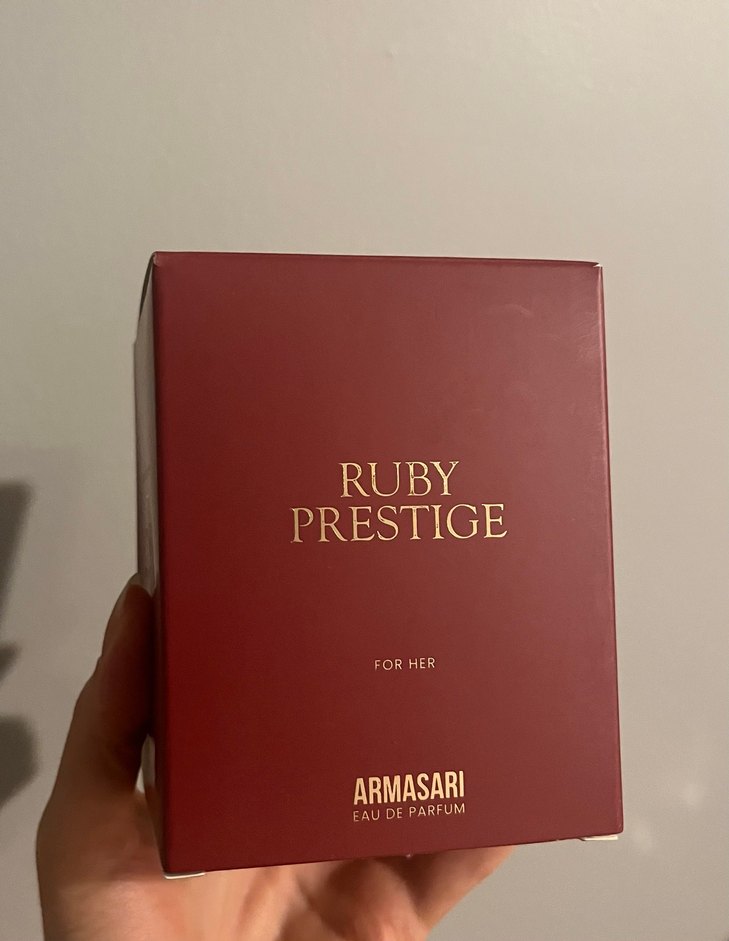 RUBY
PRESTIGE
FOR HER
ARMASARI
EAU DE PARFUM